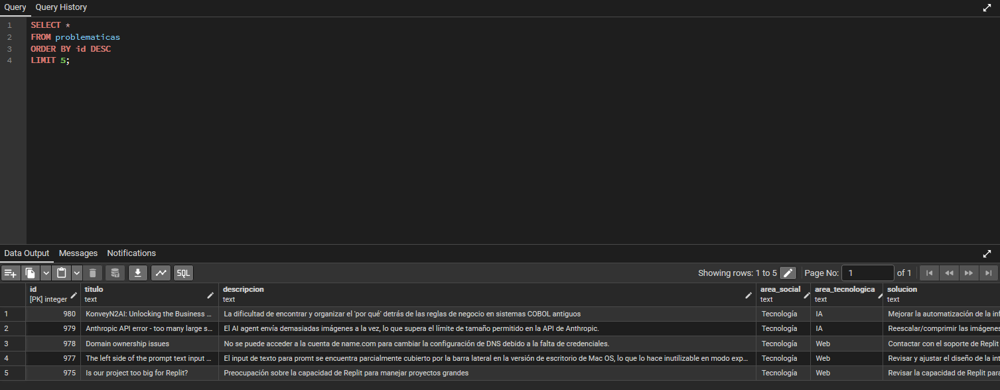 Query Query History
1 SELECT *
2 FROM problematicas
3 ORDER BY id DESC
4 LIMIT 5;
Data Output Messages Notifications
SQL Showing rows: 1 to 5 Page No: 1 of 1
id titulo descripcion area_social area_tecnologica solucion
[PK] integer text text text text text
1 980 KonveyN2AI: Unlocking the Business ... La dificultad de encontrar y organizar el 'por qué' detrás de las reglas de negocio en sistemas COBOL antiguos Tecnología IA Mejorar la automatización de la inf
2 979 Anthropic API error - too many large s... El AI agent envía demasiadas imágenes a la vez, lo que supera el límite de tamaño permitido en la API de Anthropic. Tecnología IA Reescalar/comprimir las imágenes
3 978 Domain ownership issues No se puede acceder a la cuenta de name.com para cambiar la configuración de DNS debido a la falta de credenciales. Tecnología Web Contactar con el soporte de Replit
4 977 The left side of the prompt text input ... El input de texto para promt se encuentra parcialmente cubierto por la barra lateral en la versión de escritorio de Mac OS, lo que lo hace inutilizable en modo exp... Tecnología Web Revisar y ajustar el diseño de la int
5 975 Is our project too big for Replit? Preocupación sobre la capacidad de Replit para manejar proyectos grandes Tecnología Web Revisar la capacidad de Replit para